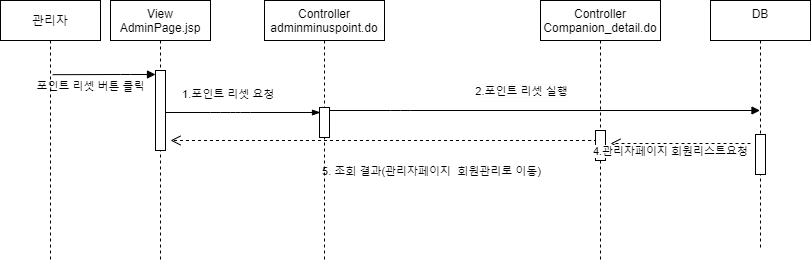 관리자
View
AdminPage.jsp
Controller
adminminuspoint.do
Controller
Companion_detail.do
DB
포인트 리셋 버튼 클릭
1.포인트 리셋 요청
2.포인트 리셋 실행
4.관리자페이지 회원리스트요청
5. 조회 결과(관리자페이지 회원관리로 이동)